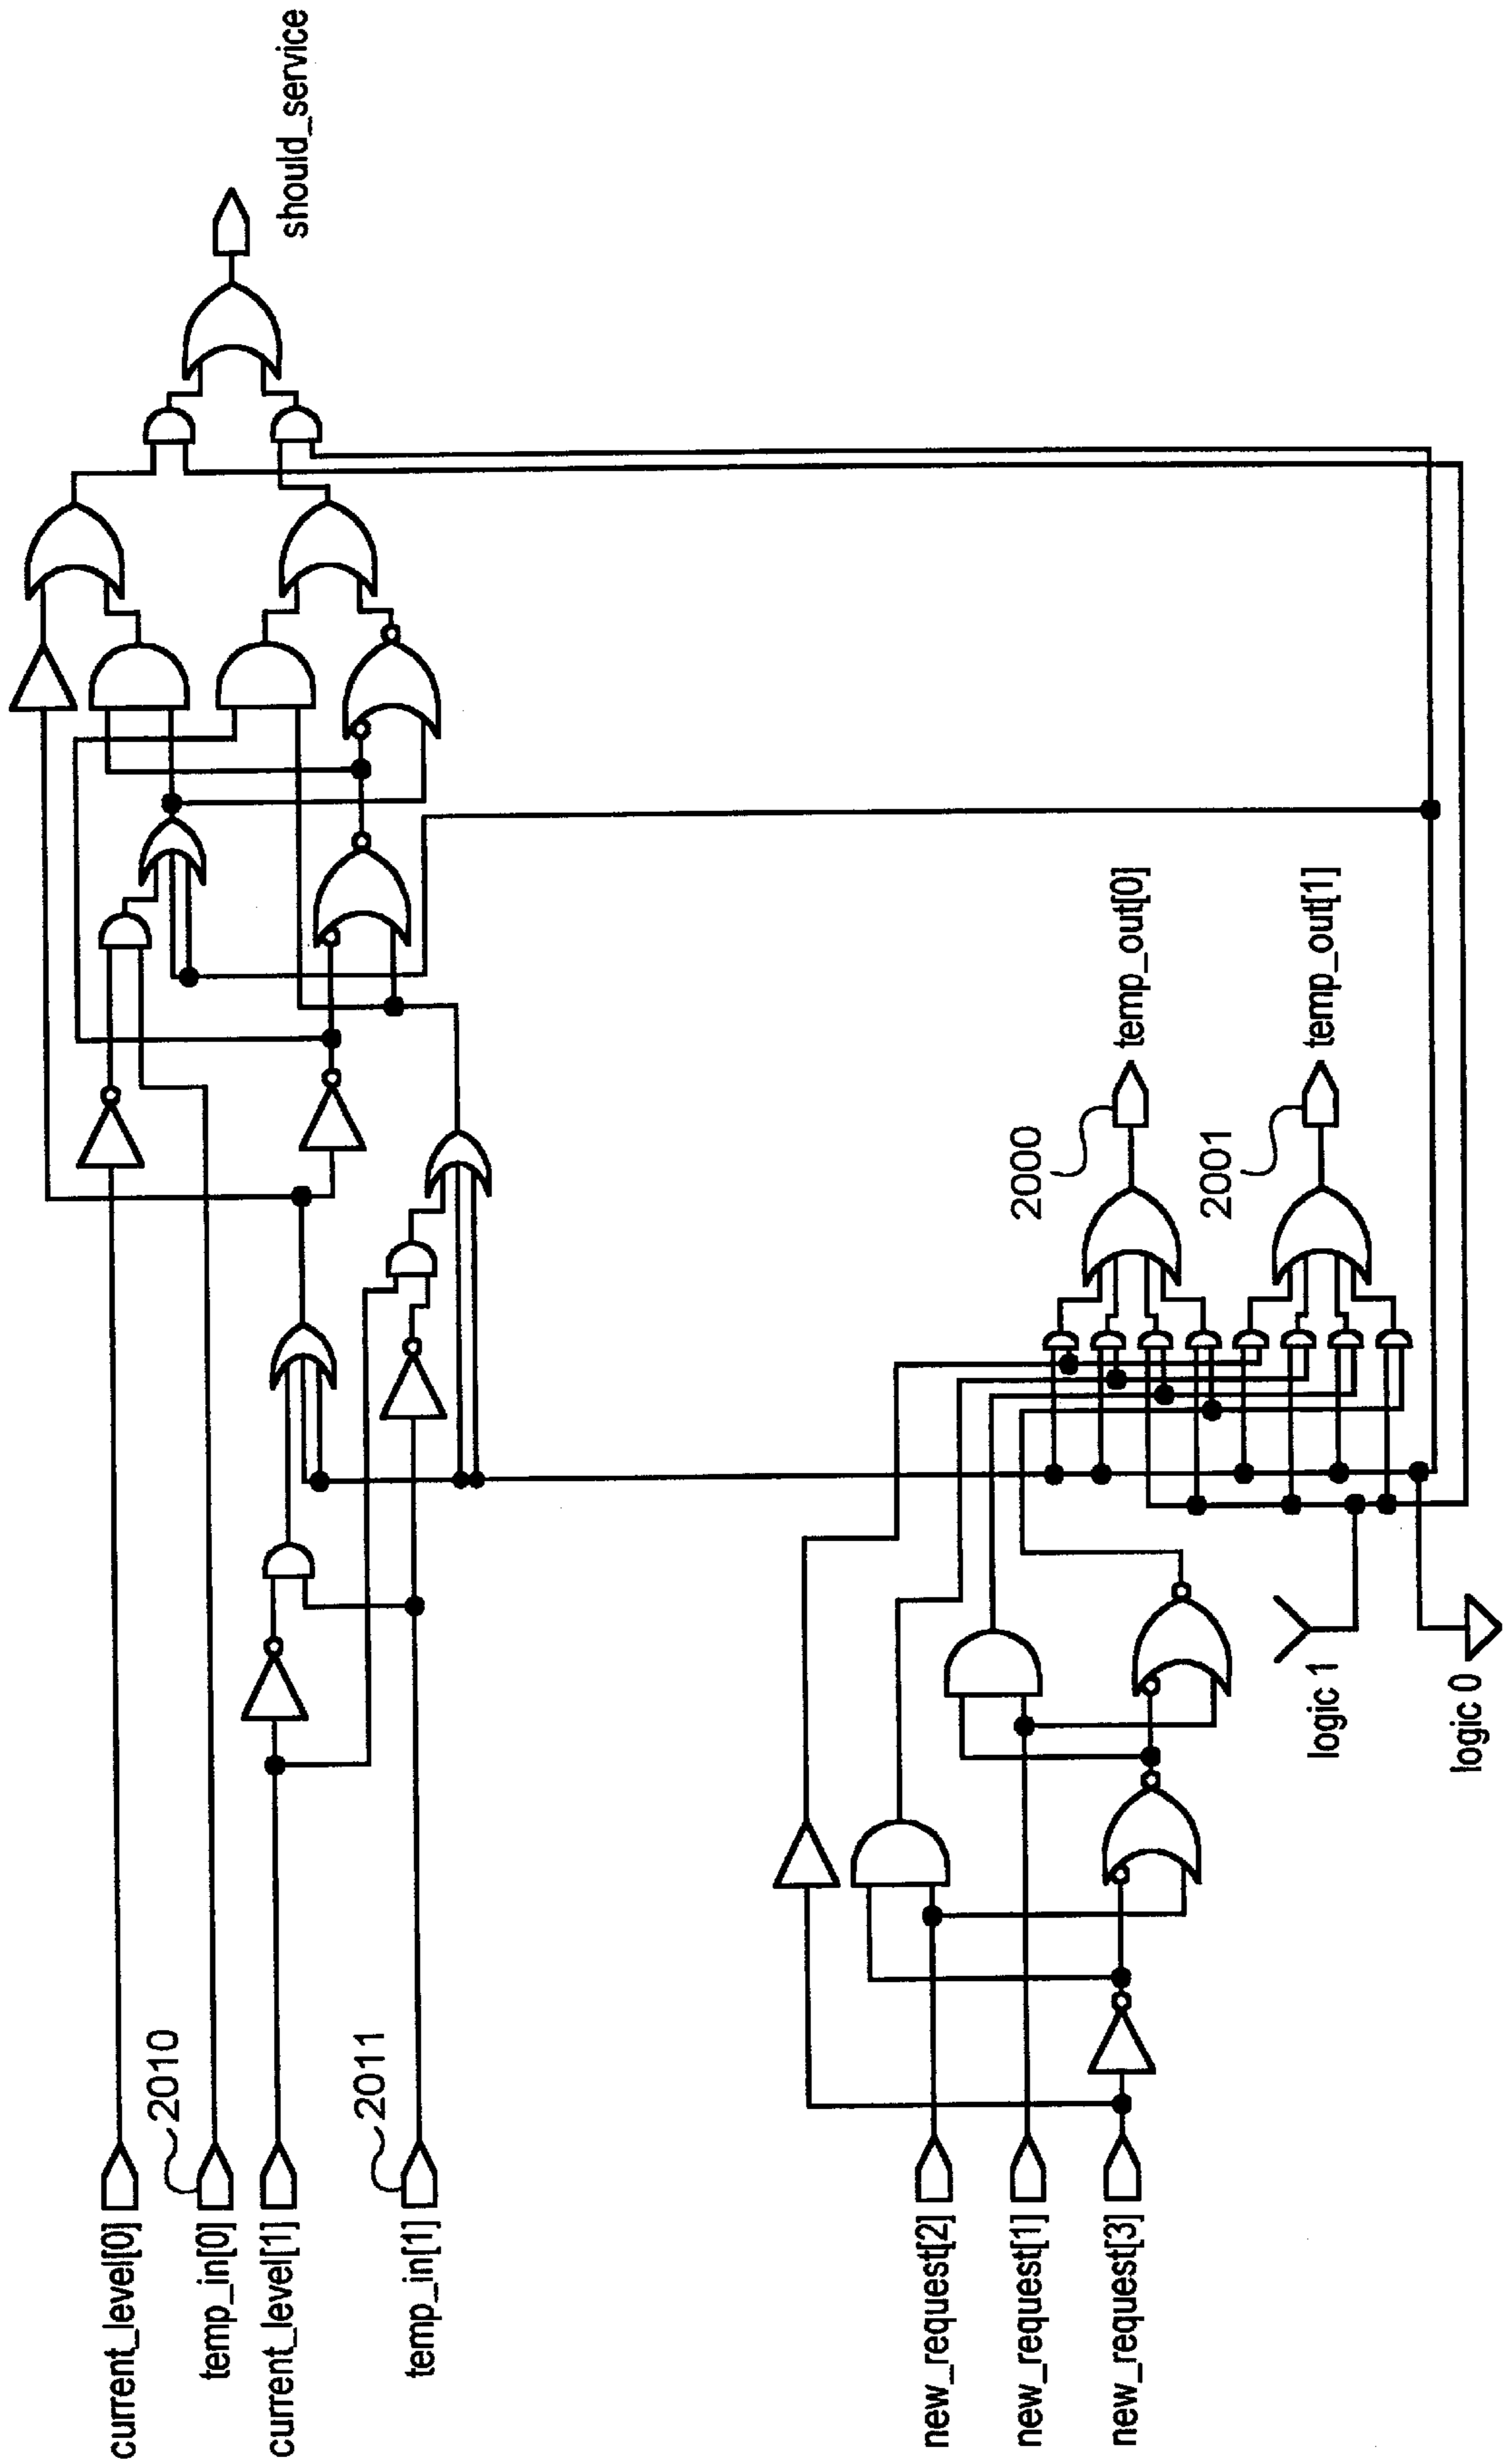 current_level[0]
temp_in[0]
2010
current_level[1]
temp_in[1]
2011
should_service
new_request[2]
new_request[1]
new_request[3]
2000
temp_out[0]
2001
temp_out[1]
logic 1
logic 0